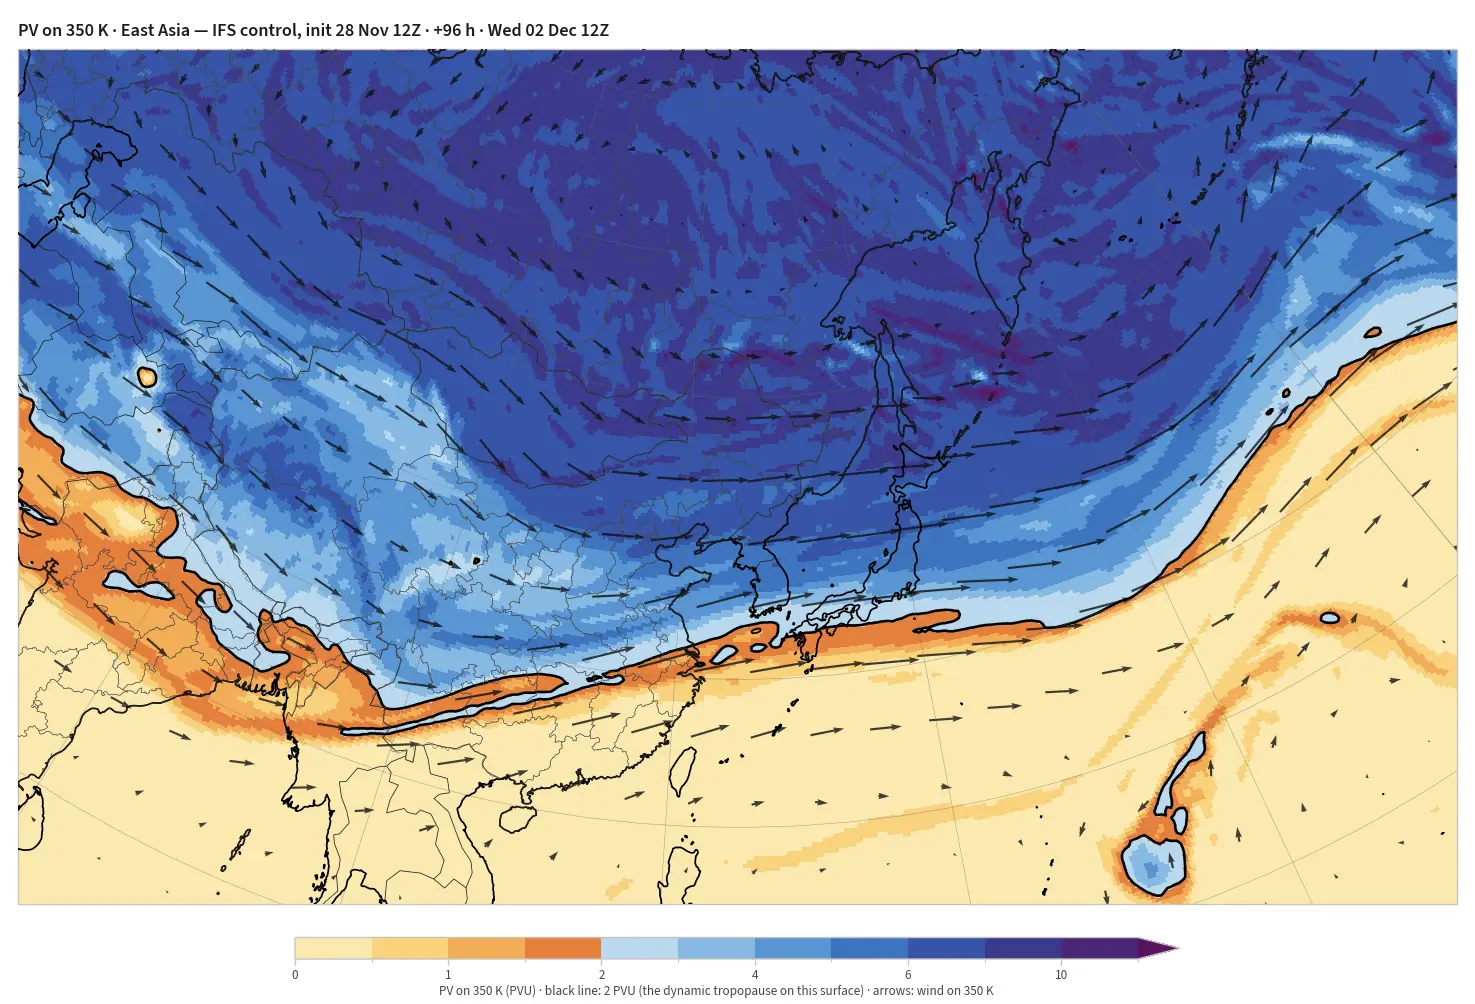 PV on 350 K · East Asia — IFS control, init 28 Nov 12Z · +96 h · Wed 02 Dec 12Z
0 1 2 4 6 10
PV on 350 K (PVU) · black line: 2 PVU (the dynamic tropopause on this surface) · arrows: wind on 350 K